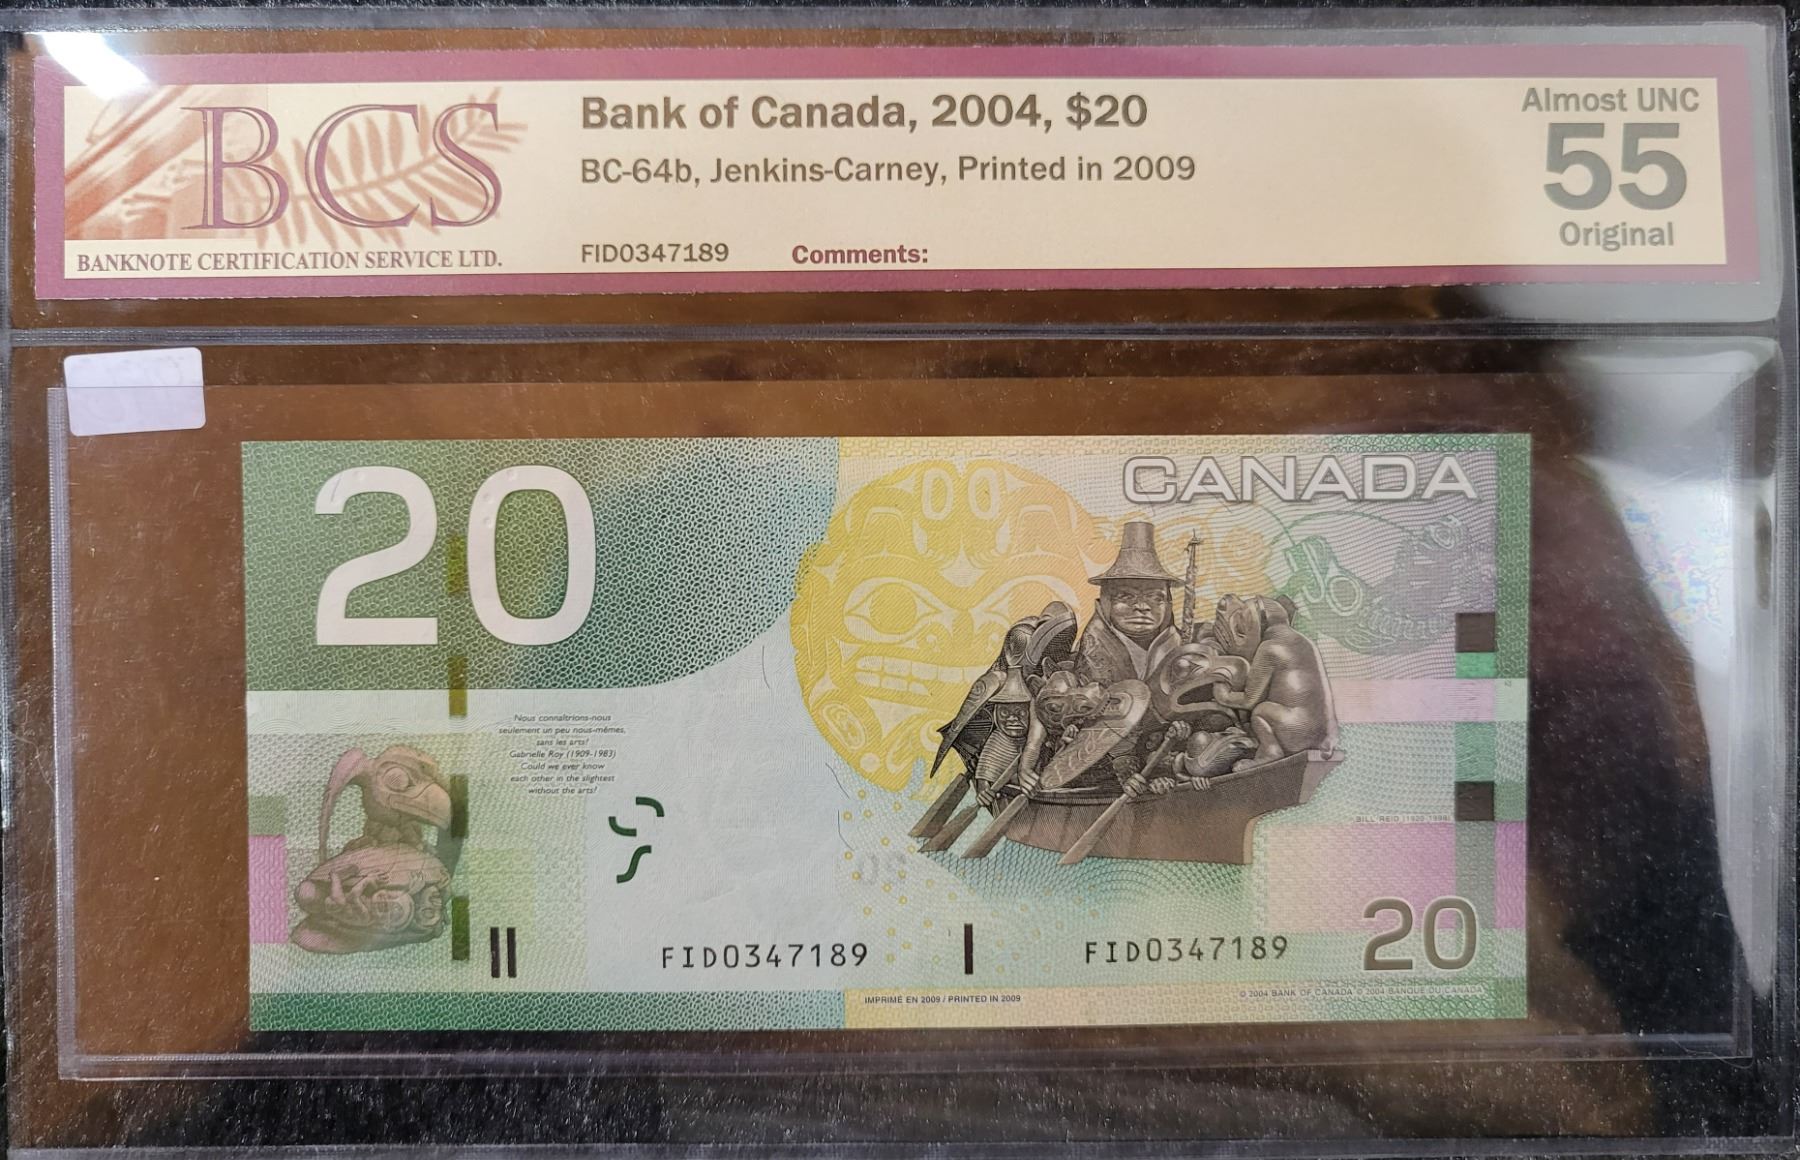 BCS
BANKNOTE CERTIFICATION SERVICE LTD.
Bank of Canada, 2004, $20
BC-64b, Jenkins-Carney, Printed in 2009
FID0347189 Comments:
Almost UNC
55
Original
20
CANADA
Nous connaîtrions-nous
seulement un peu nous-mêmes,
sans les arts?
Gabrielle Roy (1909-1983)
Could we ever know
each other in the slightest
without the arts?
BILL REID (1920-1998)
FID0347189
FID0347189
20
IMPRIMÉ EN 2009 / PRINTED IN 2009
© 2004 BANK OF CANADA © 2004 BANQUE DU CANADA